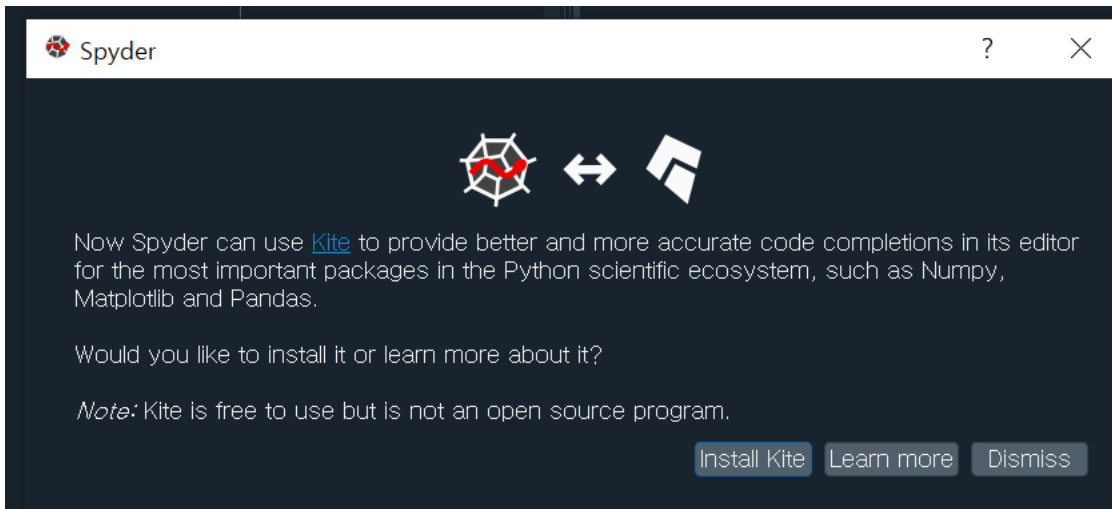 Spyder
?
Now Spyder can use Kite to provide better and more accurate code completions in its editor
for the most important packages in the Python scientific ecosystem, such as Numpy,
Matplotlib and Pandas.
Would you like to install it or learn more about it?
Note: Kite is free to use but is not an open source program.
Install Kite Learn more Dismiss